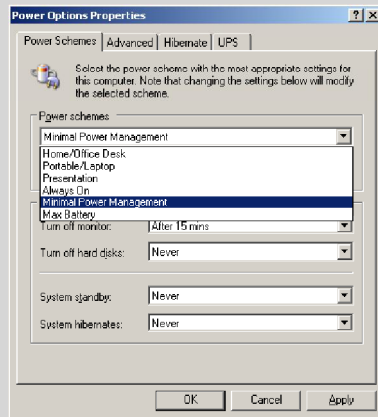 Power Options Properties
Power Schemes Advanced Hibernate UPS
Select the power scheme with the most appropriate settings for
this computer. Note that changing the settings below will modify
the selected scheme.
Power schemes
Minimal Power Management
Home/Office Desk
Portable/Laptop
Presentation
Always On
Minimal Power Management
Max Battery
Turn off monitor: After 15 mins
Turn off hard disks: Never
System standby: Never
System hibernates: Never
OK Cancel Apply